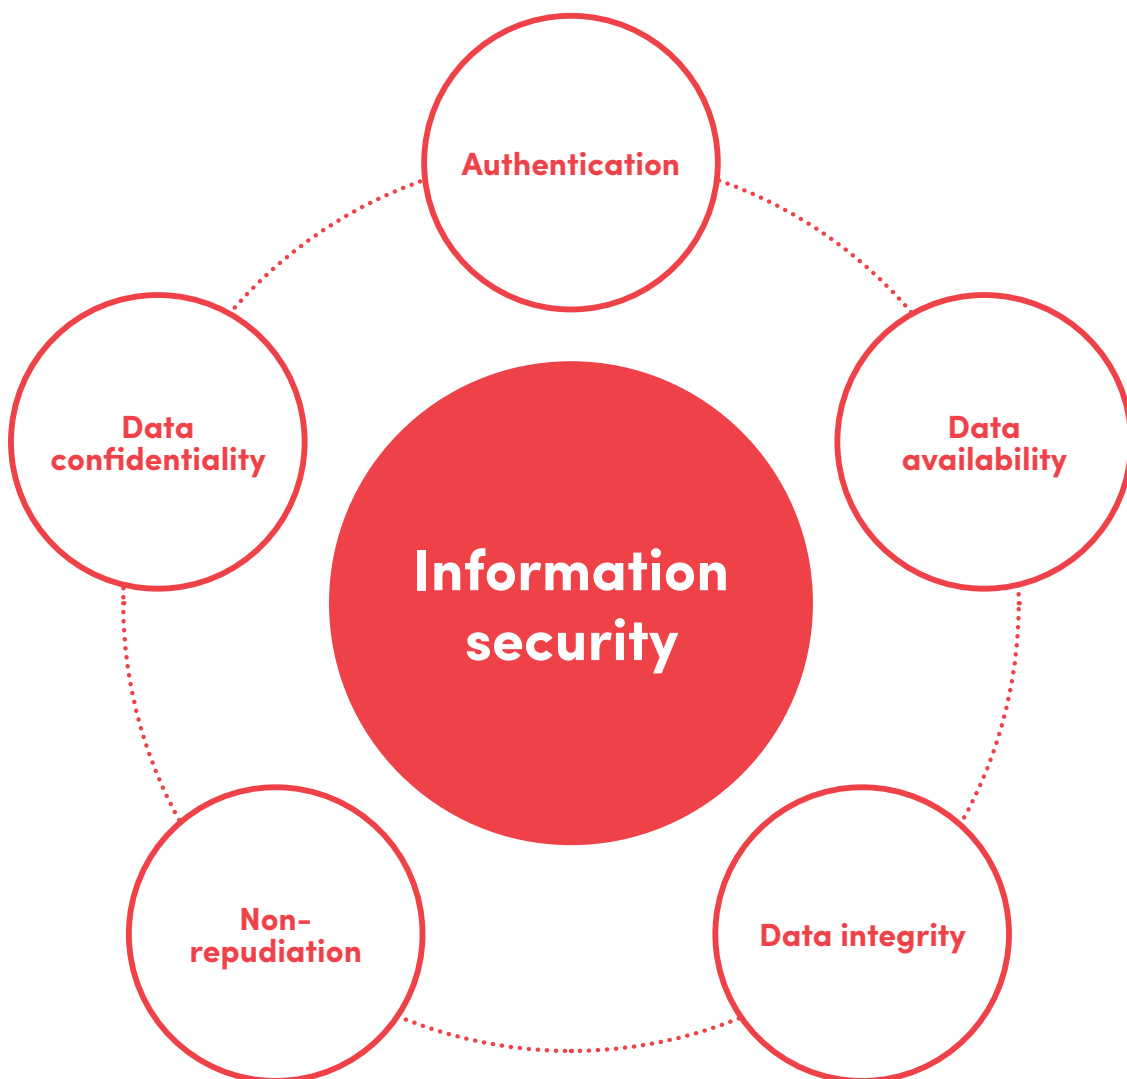 Authentication
Data
confidentiality
Data
availability
Information
security
Non-
repudiation
Data integrity